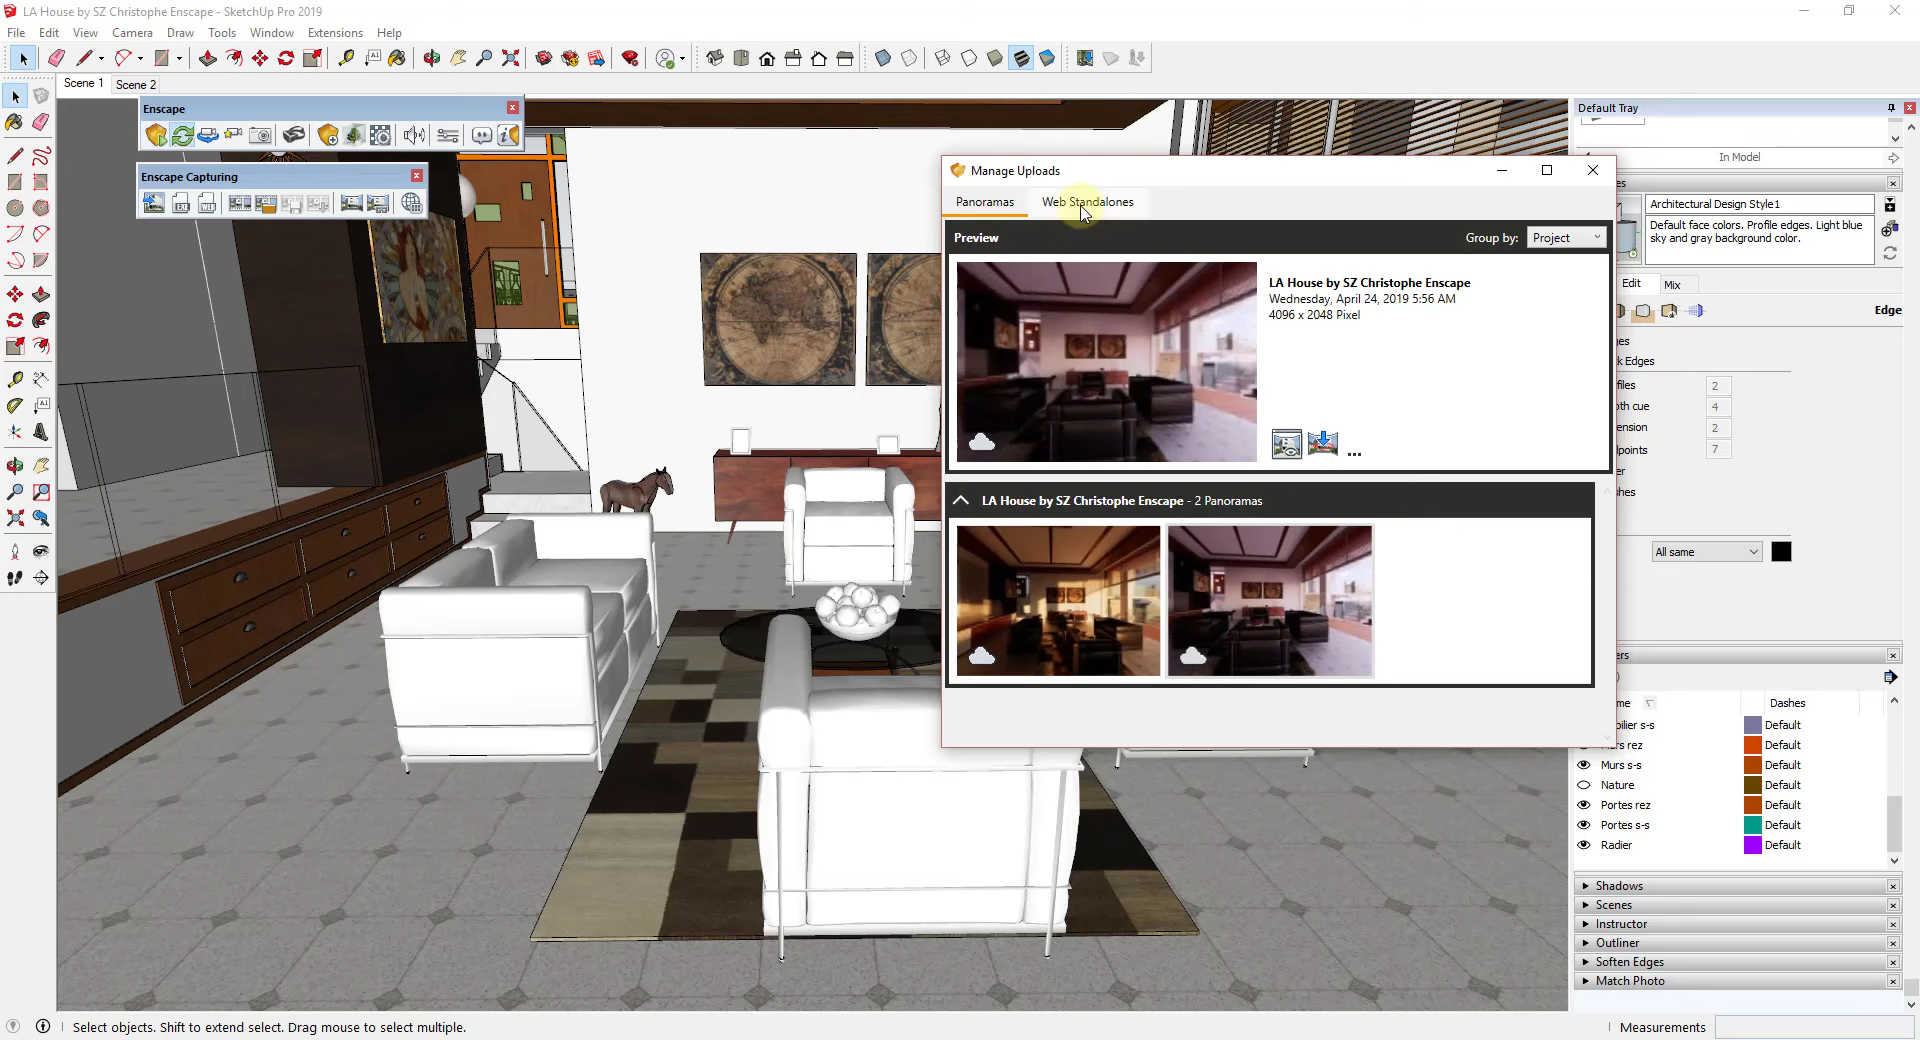 LA House by SZ Christophe Enscape - SketchUp Pro 2019
File Edit View Camera Draw Tools Window Extensions Help
Scene 1 Scene 2
Enscape
Enscape Capturing
EXE WEB
Manage Uploads
Panoramas Web Standalones
Preview Group by: Project
LA House by SZ Christophe Enscape
Wednesday, April 24, 2019 5:56 AM
4096 x 2048 Pixel
...
LA House by SZ Christophe Enscape - 2 Panoramas
Default Tray
In Model
Architectural Design Style1
Default face colors. Profile edges. Light blue
sky and gray background color.
Edit Mix
Edge
Edges
2
4
2
7
All same
Dashes
Default
Default
Murs s-s Default
Nature Default
Portes rez Default
Portes s-s Default
Radier Default
Shadows
Scenes
Instructor
Outliner
Soften Edges
Match Photo
Select objects. Shift to extend select. Drag mouse to select multiple.
Measurements